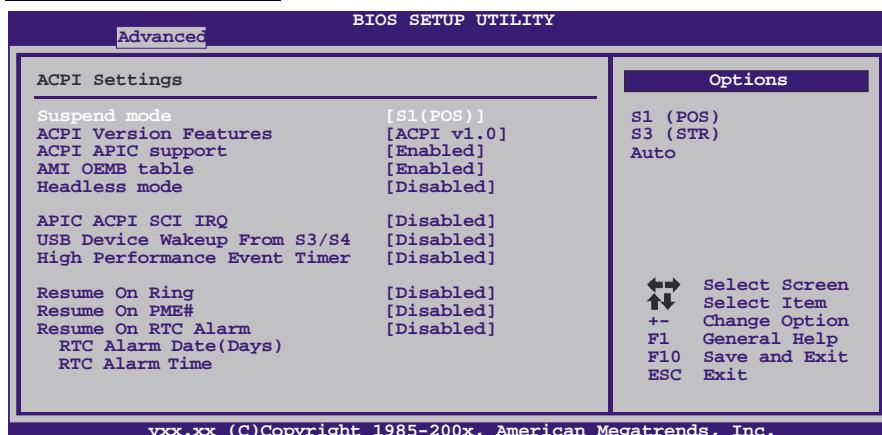 BIOS SETUP UTILITY
Advanced
ACPI Settings
Suspend mode [S1(POS)]
ACPI Version Features [ACPI v1.0]
ACPI APIC support [Enabled]
AMI OEMB table [Enabled]
Headless mode [Disabled]
APIC ACPI SCI IRQ [Disabled]
USB Device Wakeup From S3/S4 [Disabled]
High Performance Event Timer [Disabled]
Resume On Ring [Disabled]
Resume On PME# [Disabled]
Resume On RTC Alarm [Disabled]
RTC Alarm Date(Days)
RTC Alarm Time
Options
S1 (POS)
S3 (STR)
Auto
Select Screen
Select Item
+- Change Option
F1 General Help
F10 Save and Exit
ESC Exit
vxx.xx (C)Copyright 1985-200x, American Megatrends, Inc.